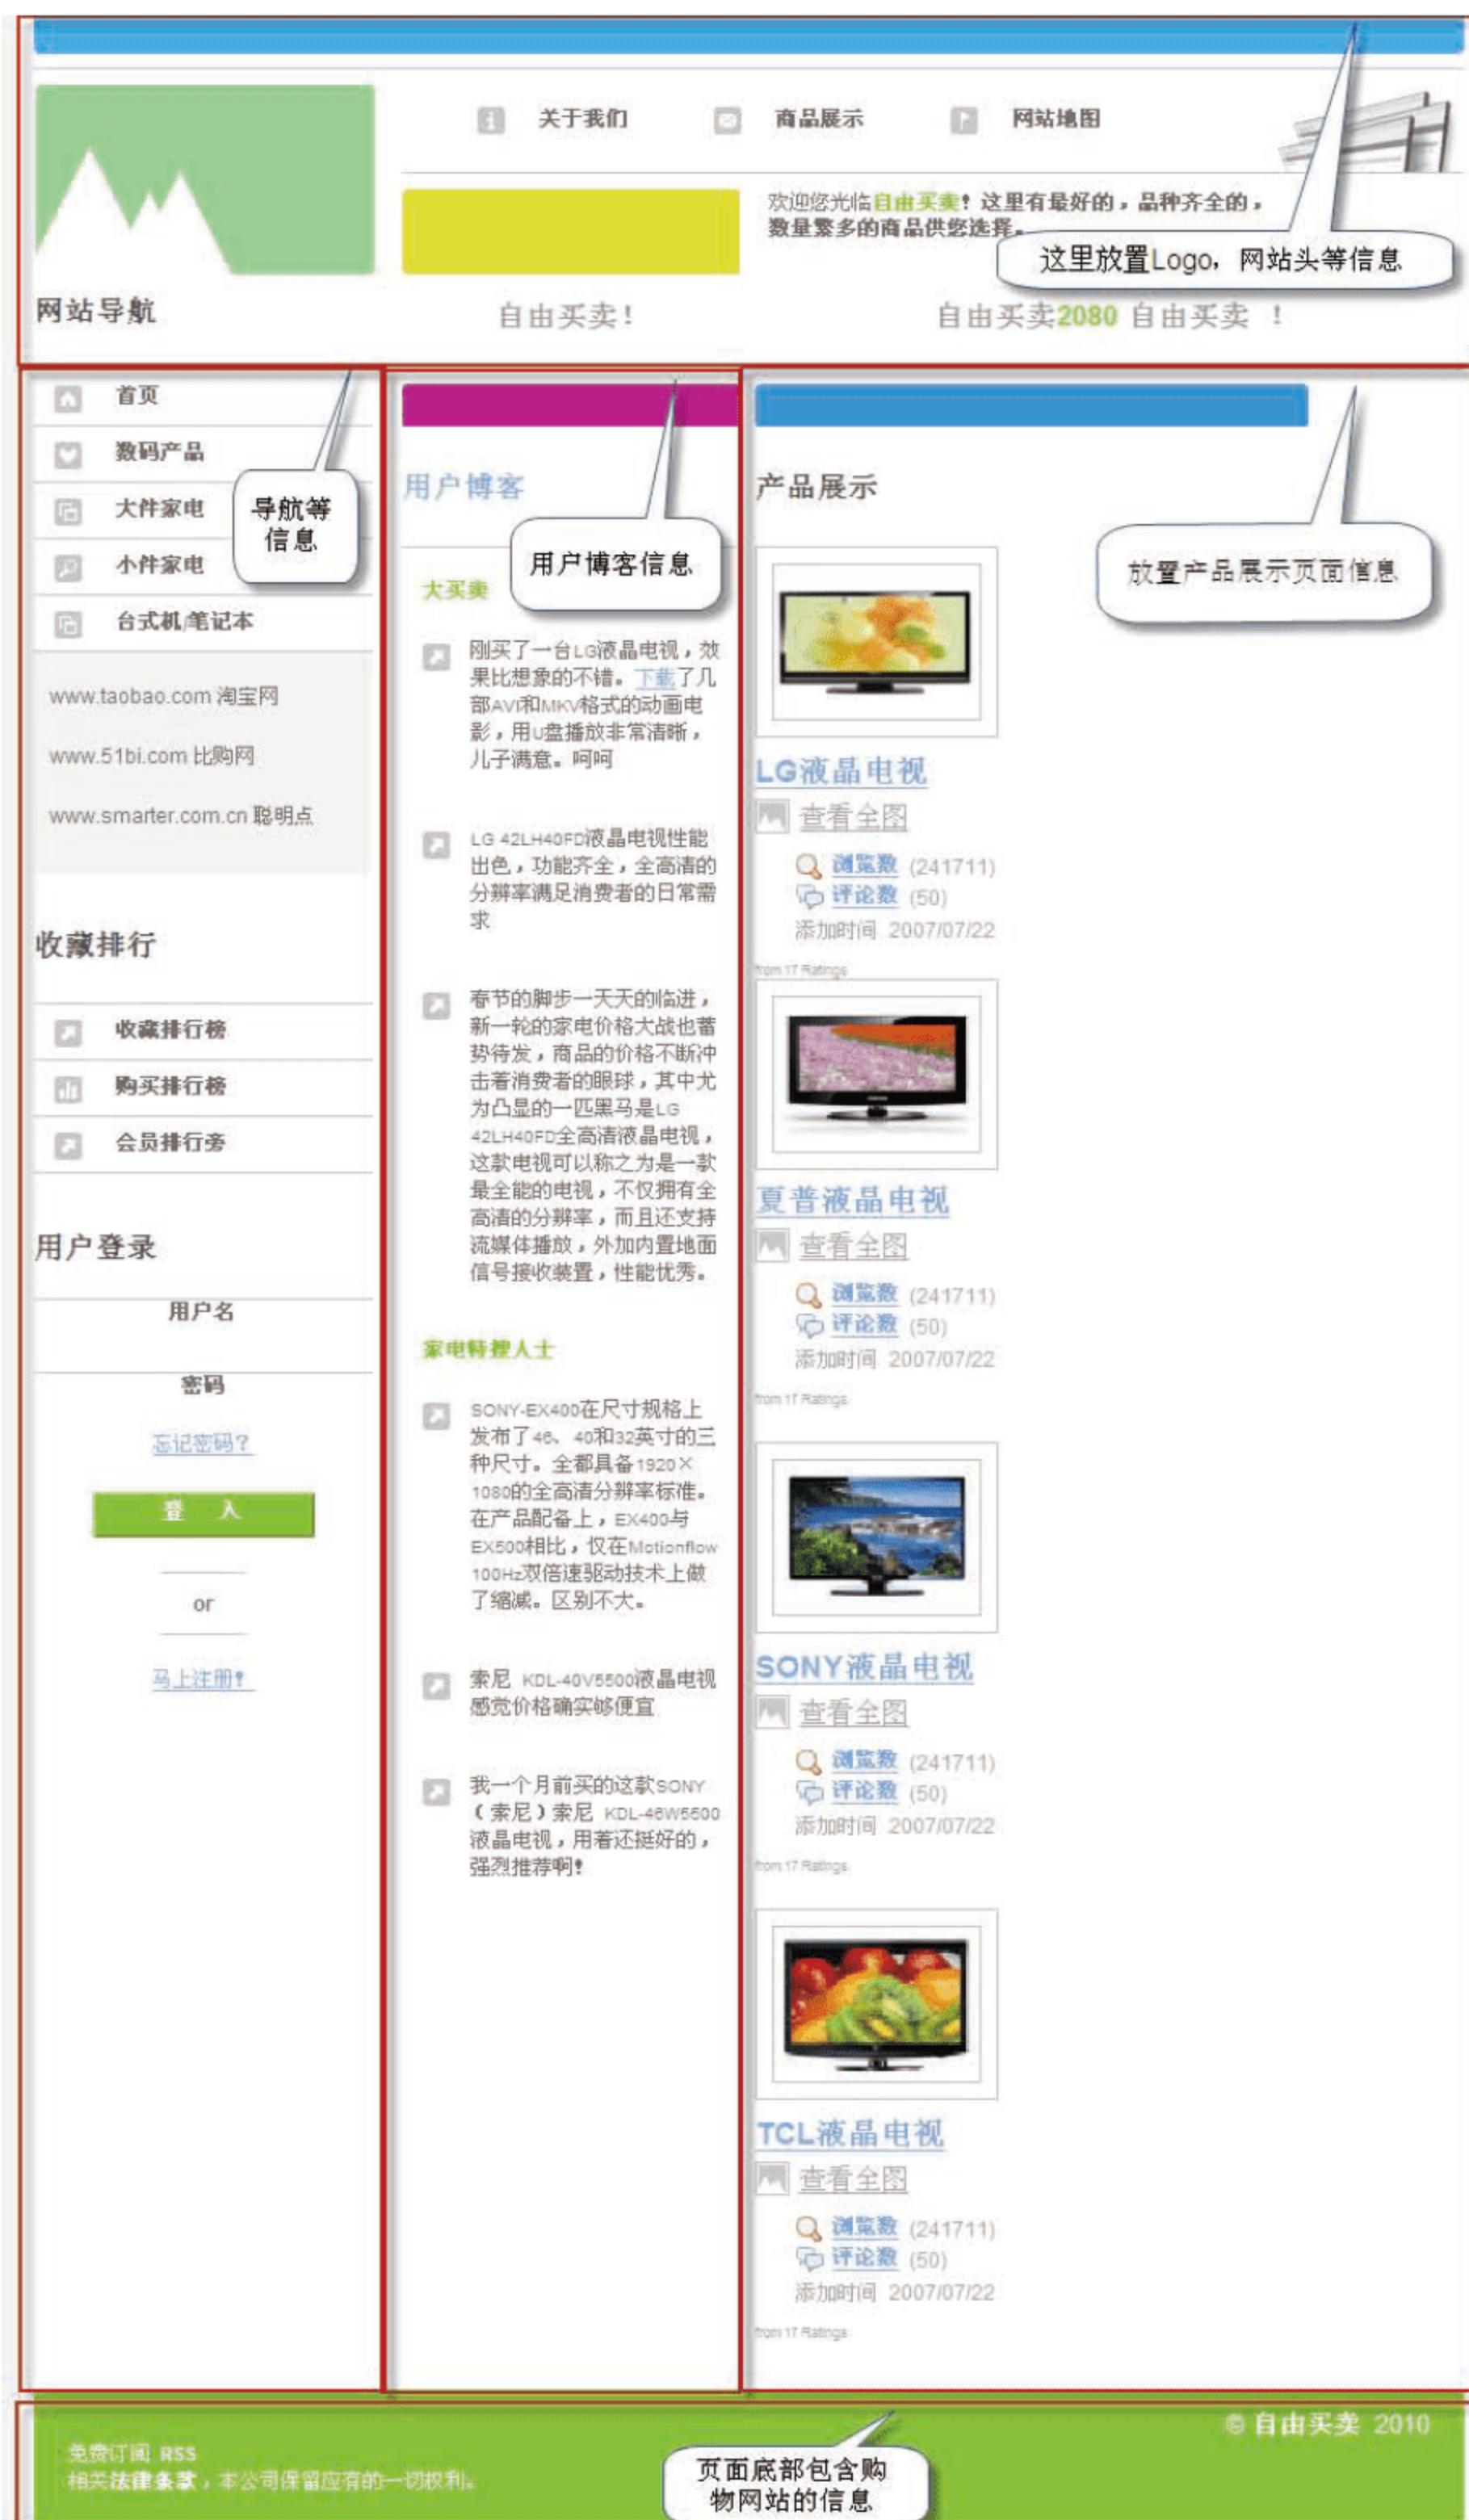 关于我们
商品展示
网站地图
欢迎您光临自由买卖！这里有最好的，品种齐全的，
数量繁多的商品供您选择。
这里放置Logo，网站头等信息
网站导航
自由买卖！
自由买卖2080 自由买卖 ！
首页
数码产品
大件家电
小件家电
台式机/笔记本
导航等
信息
www.taobao.com 淘宝网
www.51bi.com 比购网
www.smarter.com.cn 聪明点
收藏排行
收藏排行榜
购买排行榜
会员排行旁
用户登录
用户名
密码
忘记密码？
登 入
or
马上注册！
用户博客
用户博客信息
大买卖
刚买了一台LG液晶电视，效
果比想象的不错。下载了几
部AVI和MKV格式的动画电
影，用U盘播放非常清晰，
儿子满意。呵呵
LG 42LH40FD液晶电视性能
出色，功能齐全，全高清的
分辨率满足消费者的日常需
求
春节的脚步一天天的临进，
新一轮的家电价格大战也蓄
势待发，商品的价格不断冲
击着消费者的眼球，其中尤
为凸显的一匹黑马是LG
42LH40FD全高清液晶电视，
这款电视可以称之为是一款
最全能的电视，不仅拥有全
高清的分辨率，而且还支持
流媒体播放，外加内置地面
信号接收装置，性能优秀。
家电特搜人士
SONY-EX400在尺寸规格上
发布了46、40和32英寸的三
种尺寸。全都具备1920×
1080的全高清分辨率标准。
在产品配备上，EX400与
EX500相比，仅在Motionflow
100Hz双倍速驱动技术上做
了缩减。区别不大。
索尼 KDL-40V5500液晶电视
感觉价格确实够便宜
我一个月前买的这款SONY
（索尼）索尼 KDL-46W5500
液晶电视，用着还挺好的，
强烈推荐啊！
产品展示
放置产品展示页面信息
LG液晶电视
查看全图
浏览数 (241711)
评论数 (50)
添加时间 2007/07/22
from 17 Ratings
夏普液晶电视
查看全图
浏览数 (241711)
评论数 (50)
添加时间 2007/07/22
from 17 Ratings
SONY液晶电视
查看全图
浏览数 (241711)
评论数 (50)
添加时间 2007/07/22
from 17 Ratings
TCL液晶电视
查看全图
浏览数 (241711)
评论数 (50)
添加时间 2007/07/22
from 17 Ratings
© 自由买卖 2010
免费订阅 RSS
相关法律条款，本公司保留应有的一切权利。
页面底部包含购
物网站的信息